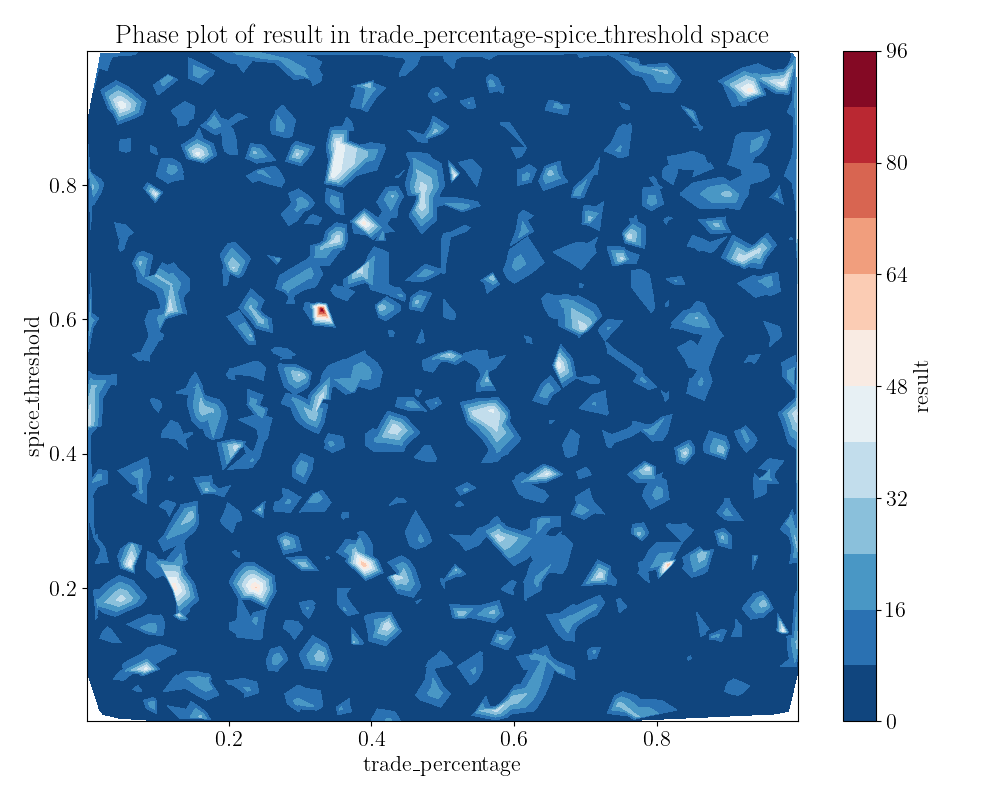 Phase plot of result in trade_percentage-spice_threshold space
96
80
64
48
32
16
0
result
0.8
0.6
0.4
0.2
spice_threshold
0.2 0.4 0.6 0.8
trade_percentage